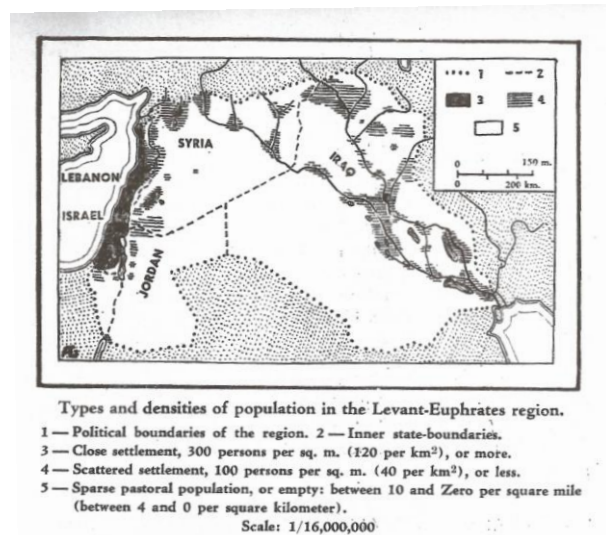 1 2
3 4
5
0 150 m.
0 200 km.
SYRIA
IRAQ
LEBANON
ISRAEL
JORDAN
Types and densities of population in the Levant-Euphrates region.
1 — Political boundaries of the region. 2 — Inner state-boundaries.
3 — Close settlement, 300 persons per sq. m. (120 per km²), or more.
4 — Scattered settlement, 100 persons per sq. m. (40 per km²), or less.
5 — Sparse pastoral population, or empty: between 10 and Zero per square mile
(between 4 and 0 per square kilometer).
Scale: 1/16,000,000